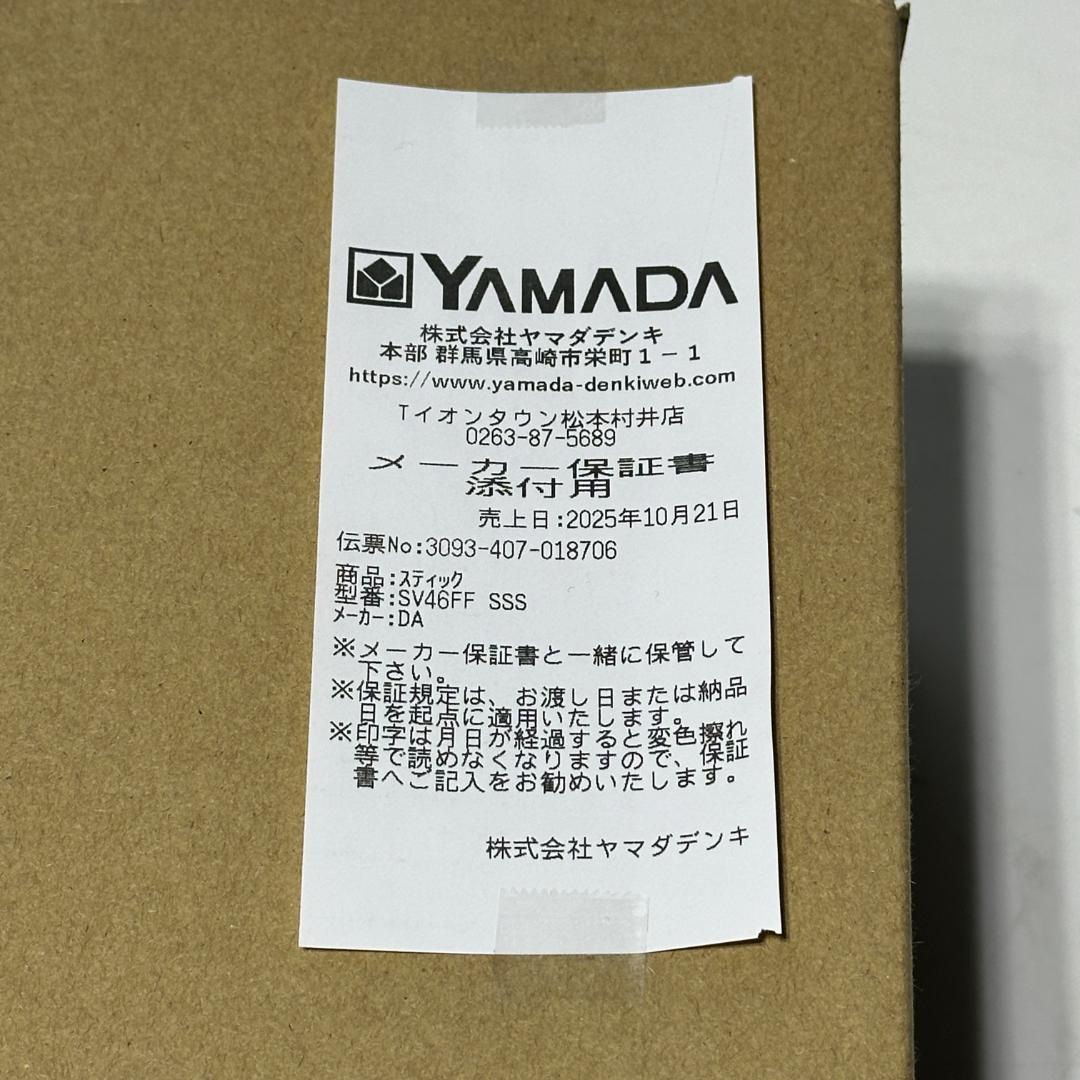 YAMADA
株式会社ヤマダデンキ
本部 群馬県高崎市栄町1-1
https://www.yamada-denkiweb.com
Tイオンタウン松本村井店
0263-87-5689
メーカー保証書
添付用
売上日:2025年10月21日
伝票No:3093-407-018706
商品:ｽﾃｨｯｸ
型番:SV46FF SSS
ﾒｰｶｰ:DA
※メーカー保証書と一緒に保管して
下さい。
※保証規定は、お渡し日または納品
日を起点に適用いたします。
※印字は月日が経過すると変色擦れ
等で読めなくなりますので、保証
書へご記入をお勧めいたします。
株式会社ヤマダデンキ